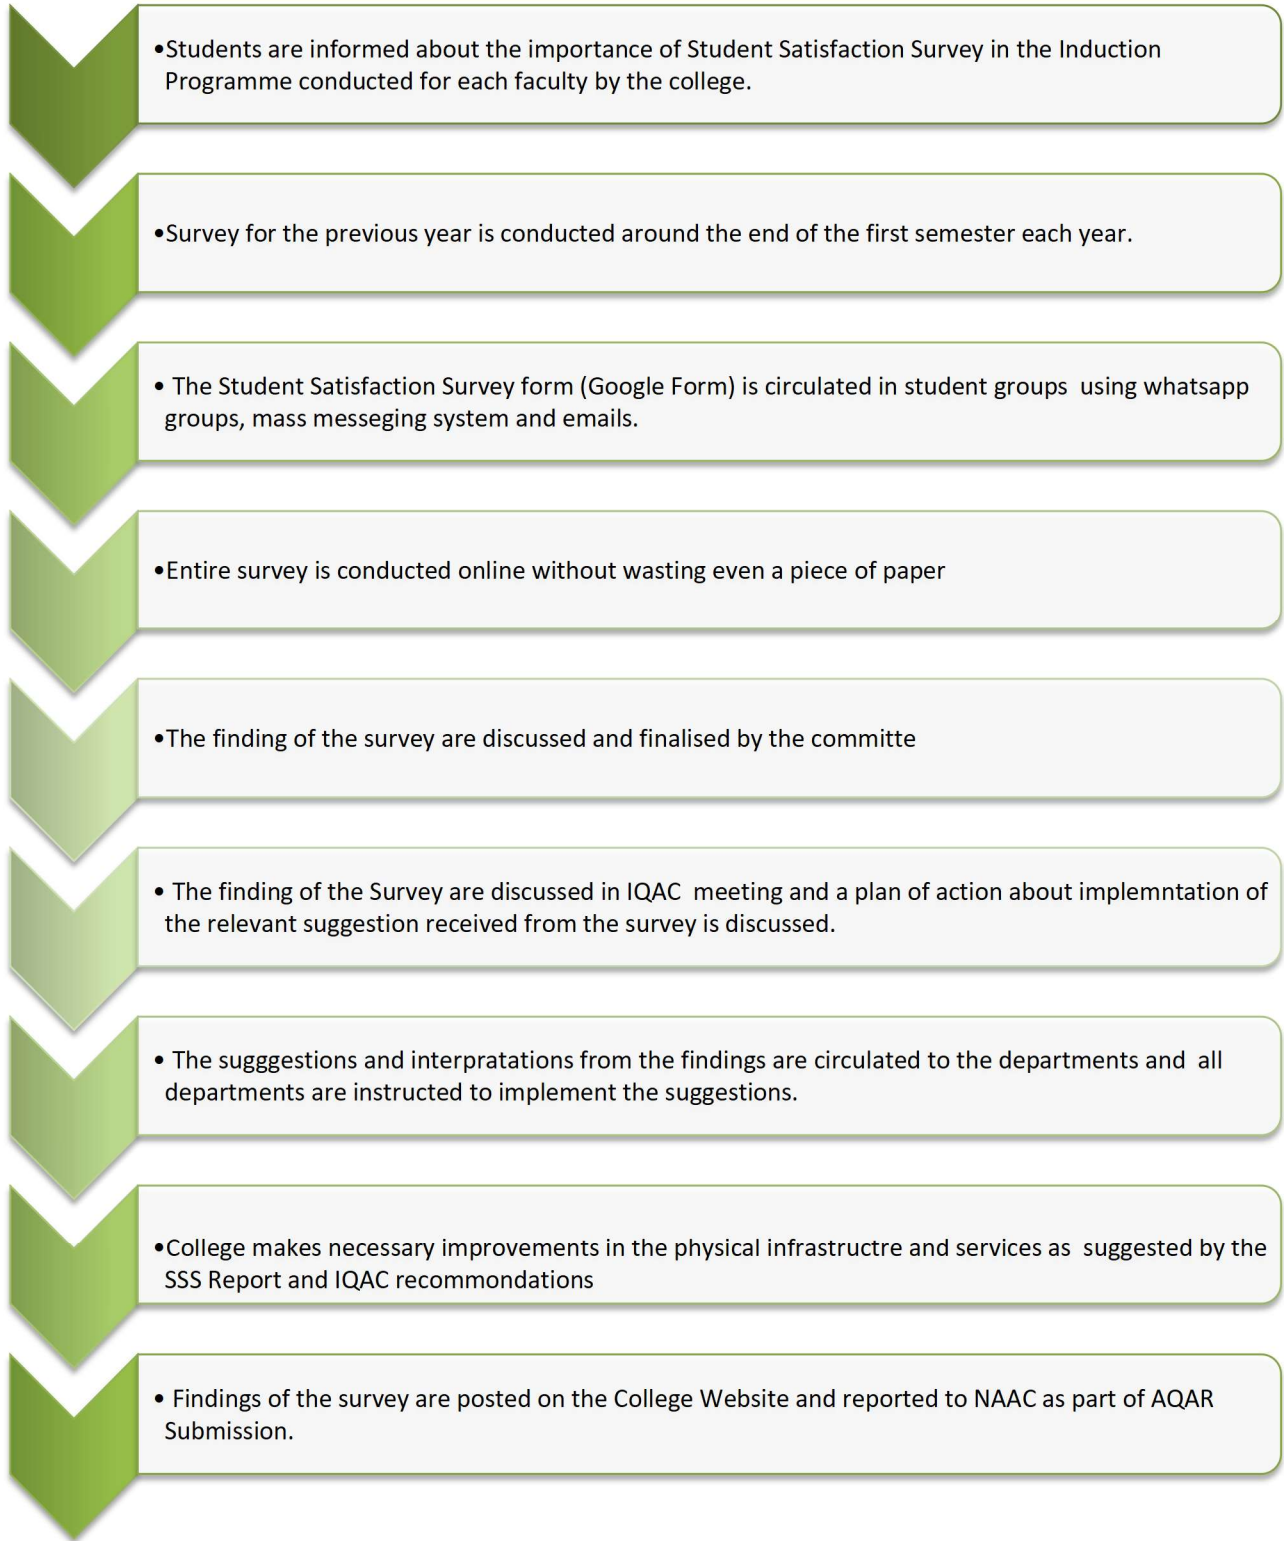 •Students are informed about the importance of Student Satisfaction Survey in the Induction
Programme conducted for each faculty by the college.
•Survey for the previous year is conducted around the end of the first semester each year.
• The Student Satisfaction Survey form (Google Form) is circulated in student groups  using whatsapp
groups, mass messeging system and emails.
•Entire survey is conducted online without wasting even a piece of paper
•The finding of the survey are discussed and finalised by the committe
• The finding of the Survey are discussed in IQAC  meeting and a plan of action about implemntation of
the relevant suggestion received from the survey is discussed.
• The sugggestions and interpratations from the findings are circulated to the departments and  all
departments are instructed to implement the suggestions.
•College makes necessary improvements in the physical infrastructre and services as  suggested by the
SSS Report and IQAC recommondations
• Findings of the survey are posted on the College Website and reported to NAAC as part of AQAR
Submission.